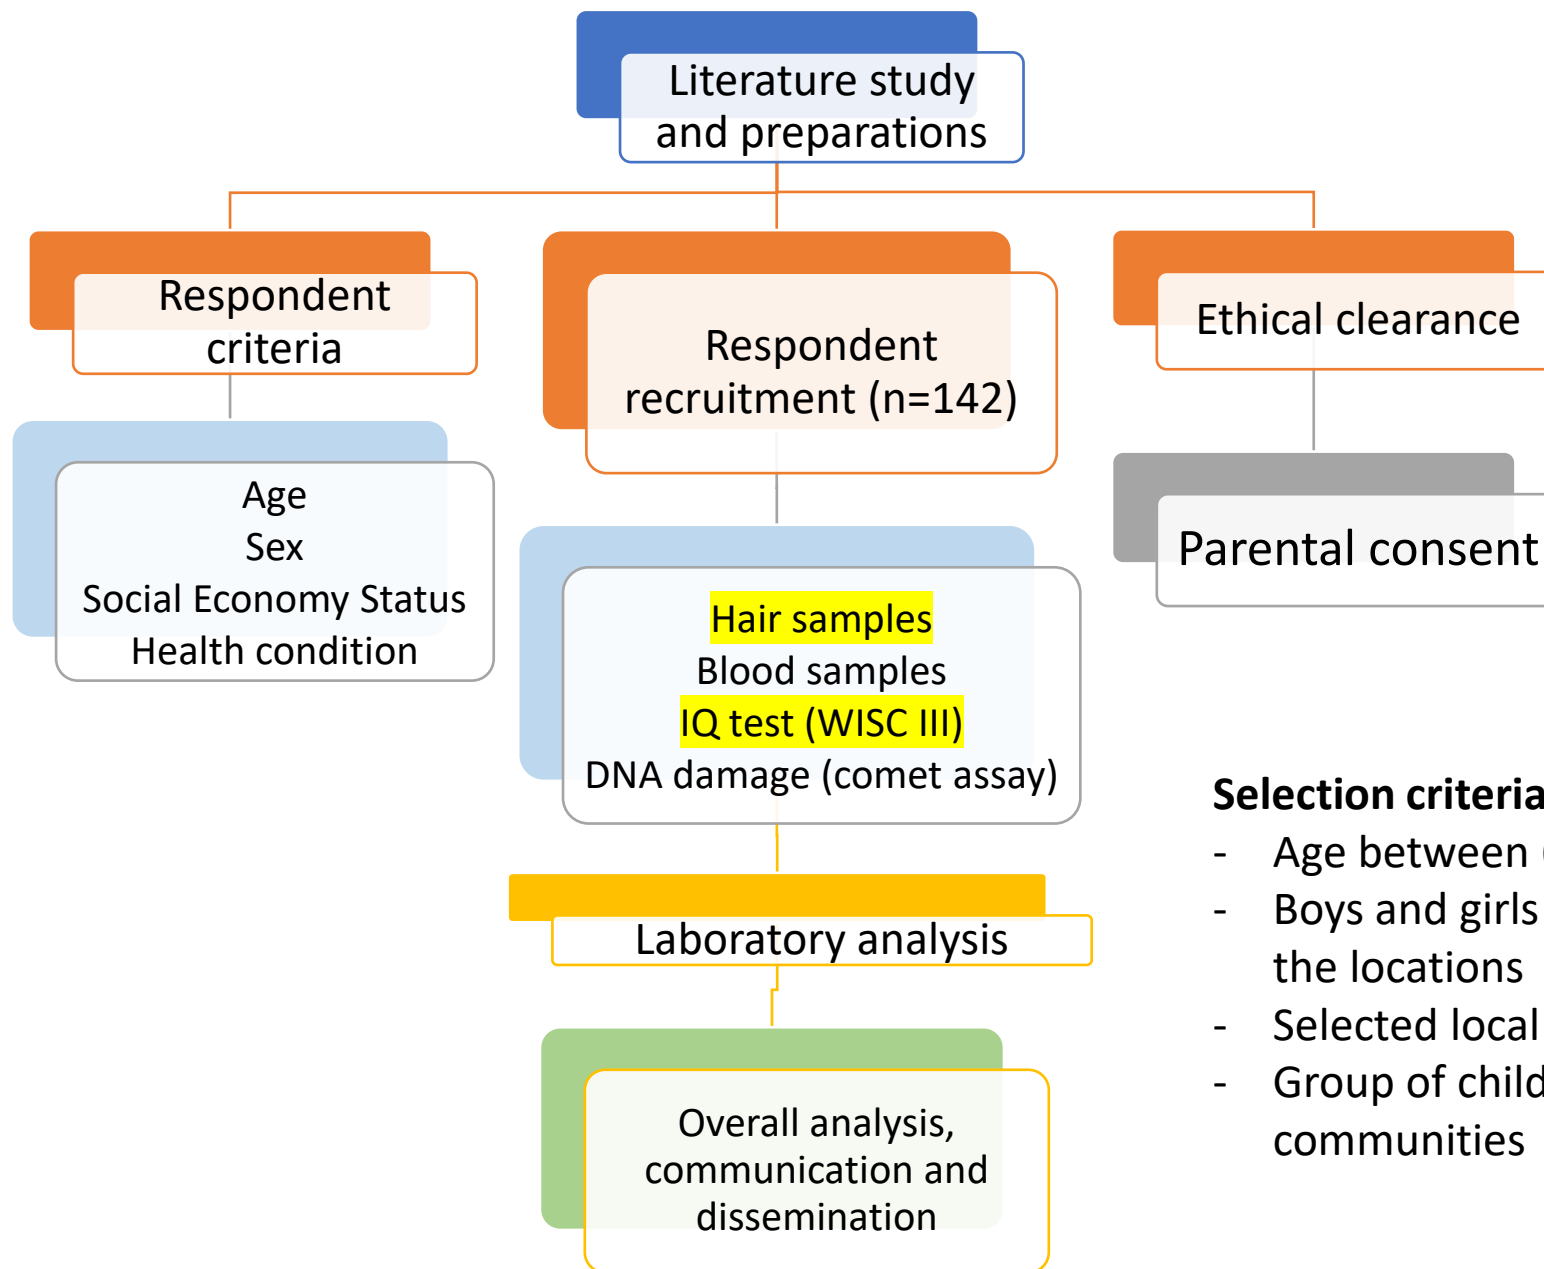 Literature study
and preparations
Respondent
criteria
Respondent
recruitment (n=142)
Ethical clearance
Age
Sex
Social Economy Status
Health condition
Hair samples
Blood samples
IQ test (WISC III)
DNA damage (comet assay)
Parental consent
Laboratory analysis
Overall analysis,
communication and
dissemination
Selection criteria
- Age between
- Boys and girls
the locations
- Selected local
- Group of
communities